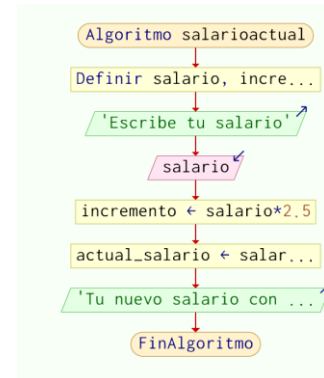 Algoritmo salarioactual
Definir salario, incre...
'Escribe tu salario'
salario
incremento ← salario*2.5
actual_salario ← salar...
'Tu nuevo salario con ...
FinAlgoritmo